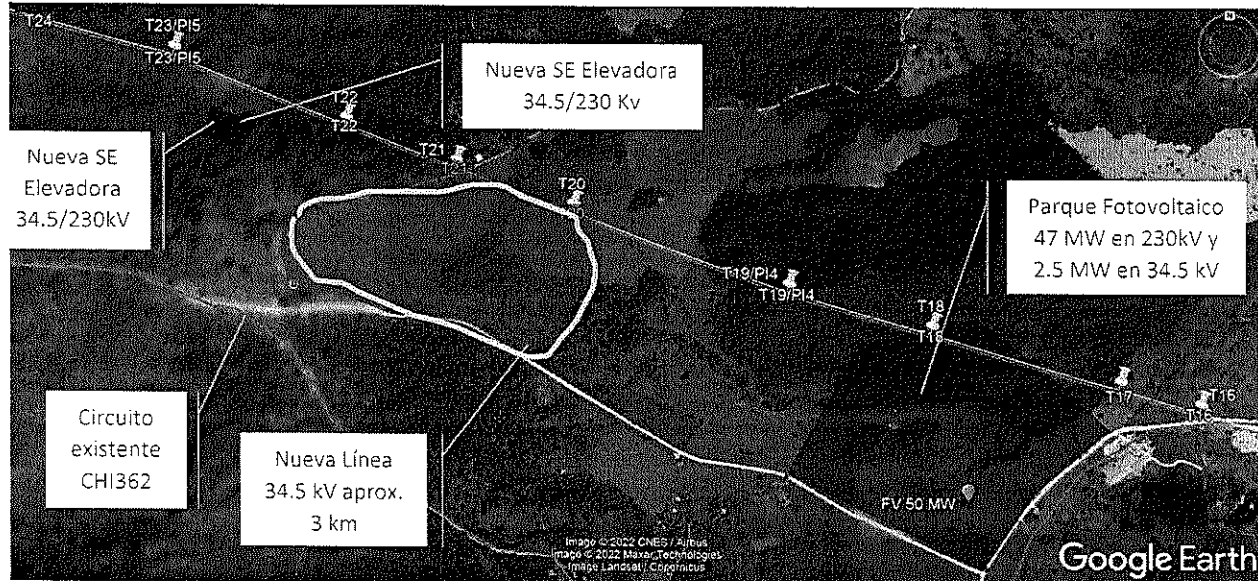 T24
T23/PI5
T23/PI5
T22
T22
T21
Nueva SE Elevadora
34.5/230 Kv
Nueva SE
Elevadora
34.5/230kV
T20
T19/PI4
T19/PI4
T18
T18
T17
T16
T16
Parque Fotovoltaico
47 MW en 230kV y
2.5 MW en 34.5 kV
Circuito
existente
CHI362
Nueva Línea
34.5 kV aprox.
3 km
FV 50 MW
Image © 2022 CNES / Airbus
Image © 2022 Maxar Technologies
Image Landsat / Copernicus
Google Earth
N